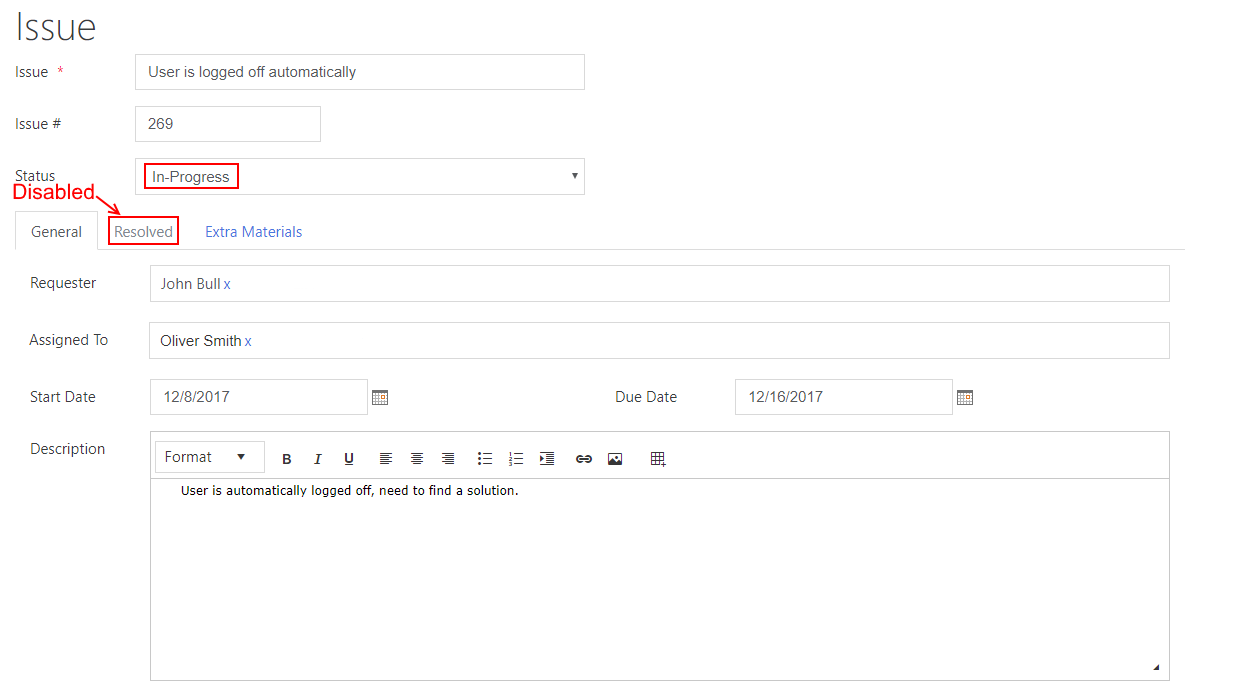 Issue
Issue * User is logged off automatically
Issue # 269
Status In-Progress
Disabled
General Resolved Extra Materials
Requester John Bull x
Assigned To Oliver Smith x
Start Date 12/8/2017 Due Date 12/16/2017
Description Format B I U
User is automatically logged off, need to find a solution.